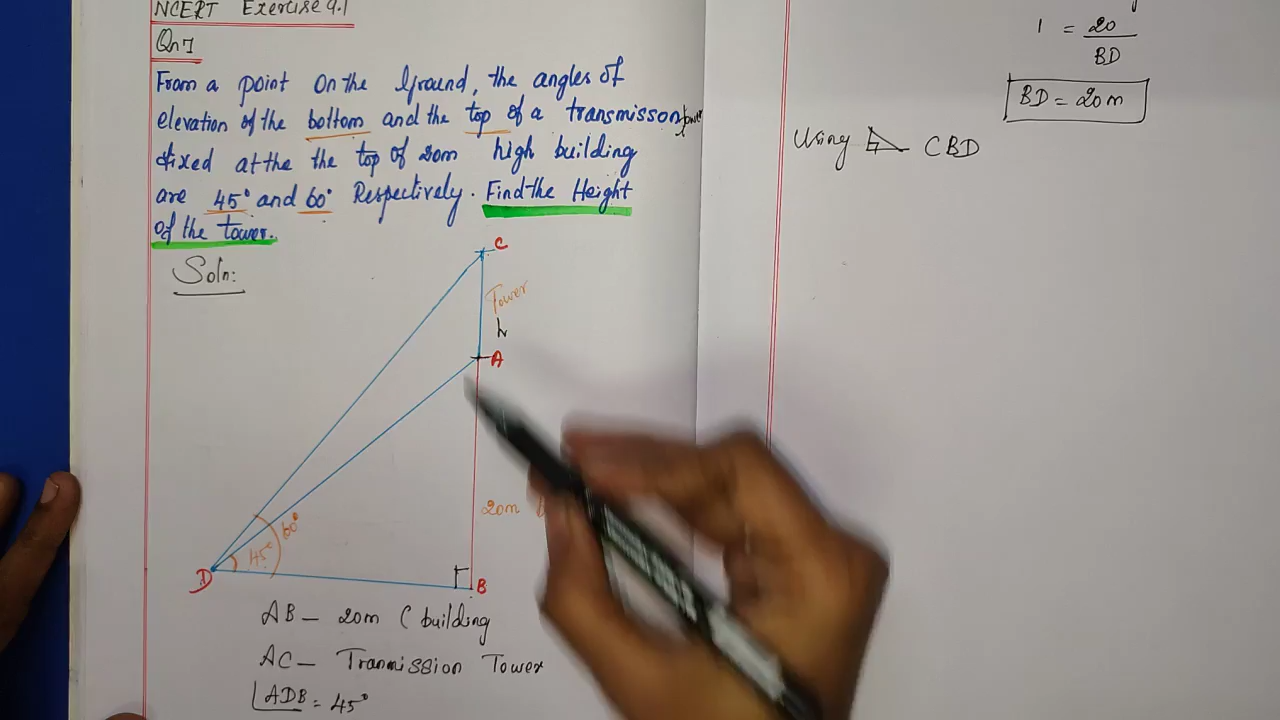 NCERT Exercise 9.1
Qn 7
From a point on the Ground, the angles of
elevation of the bottom and the top of a transmisson tower
fixed at the the top of 20m high building
are 45° and 60° Respectively. Find the Height
of the tower.
Soln:
C
Tower
h
A
20m
60°
45°
D
B
AB - 20m ( building
AC - Tranmission Tower
∠ADB = 45°
1 = 20/BD
BD = 20m
Using CBD